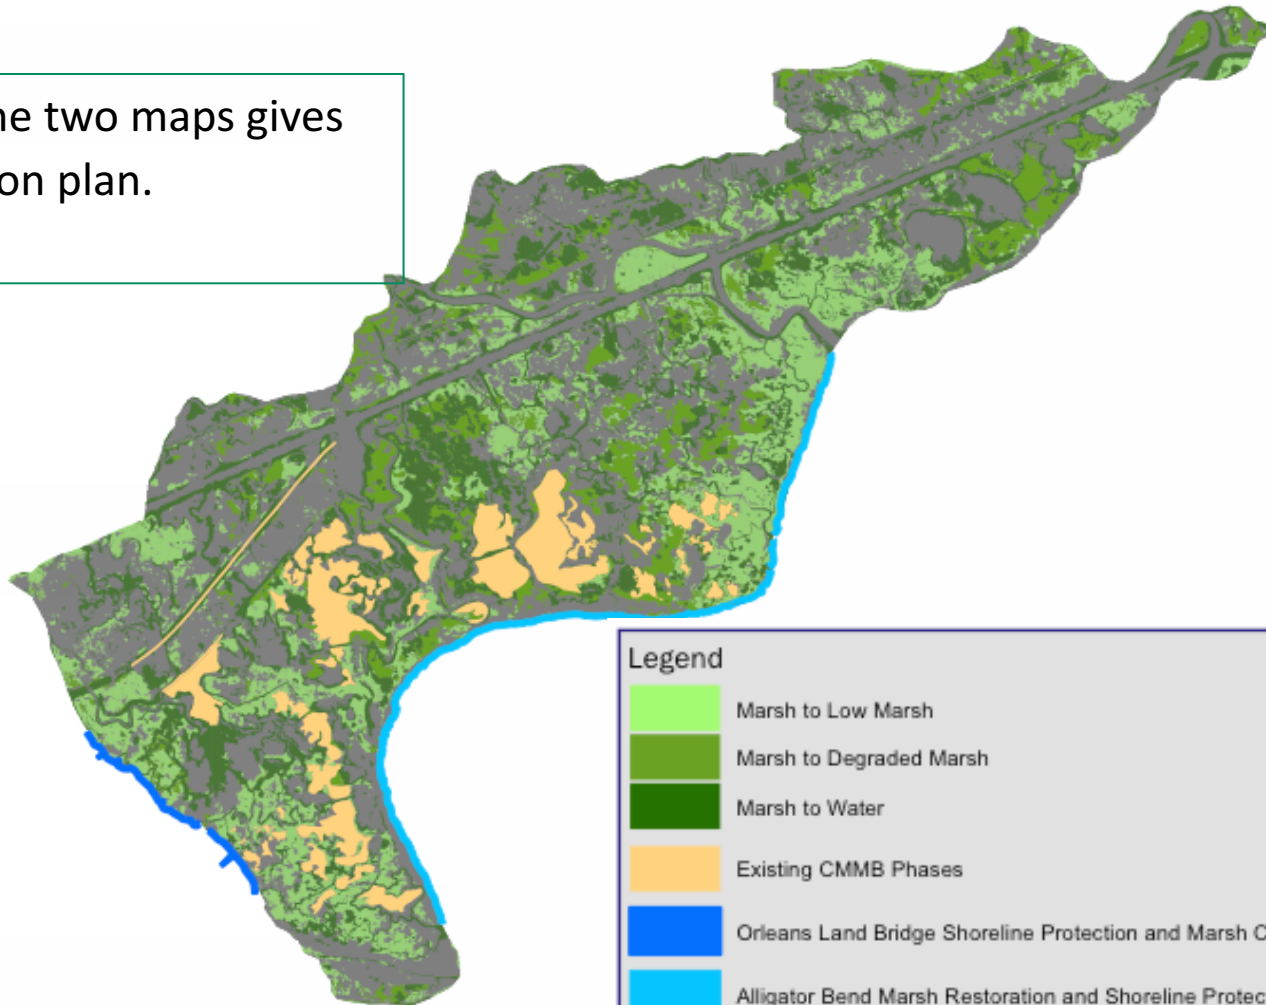 he two maps gives
on plan.
Legend
Marsh to Low Marsh
Marsh to Degraded Marsh
Marsh to Water
Existing CMMB Phases
Orleans Land Bridge Shoreline Protection and Marsh C
Alligator Bend Marsh Restoration and Shoreline Protec